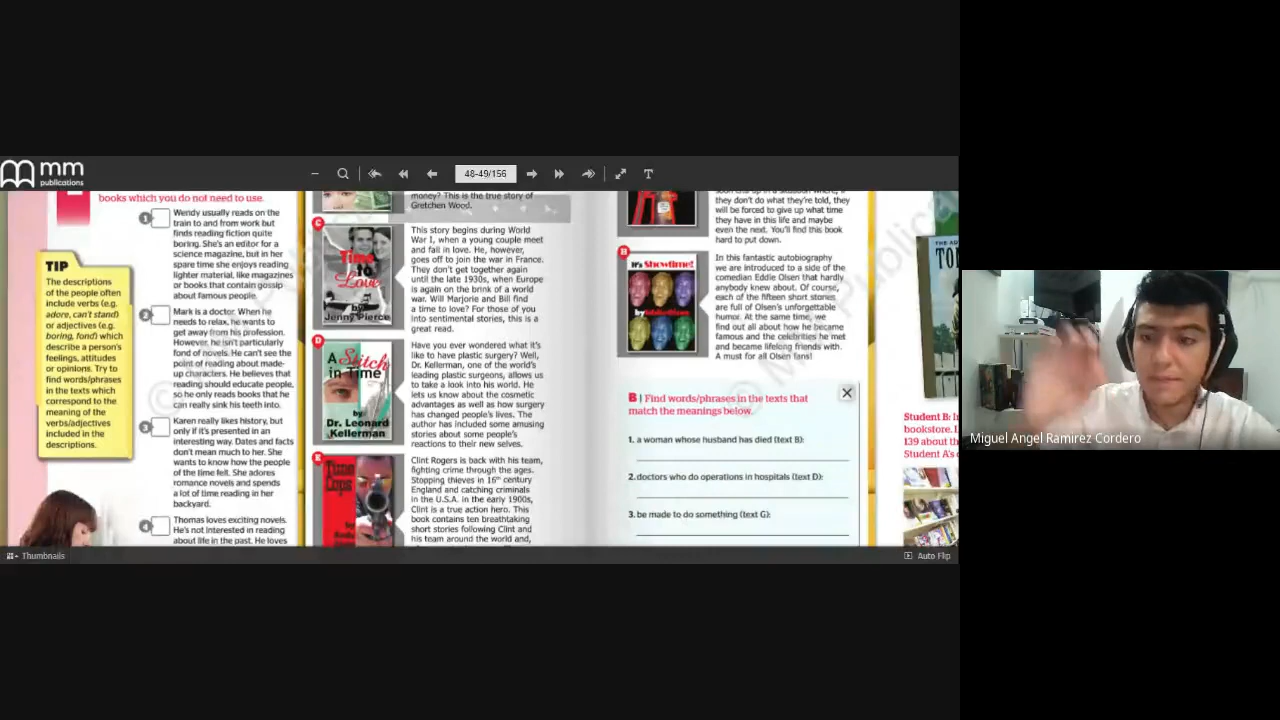 mm
publications
48-49/156
books which you do not need to use.
1
Wendy usually reads on the
train to and from work but
finds reading fiction quite
boring. She's an editor for a
science magazine, but in her
spare time she enjoys reading
lighter material, like magazines
or books that contain gossip
about famous people.
2
Mark is a doctor. When he
needs to relax, he wants to
get away from his profession.
However, he isn't particularly
fond of novels. He can't see the
point of reading about made-
up characters. He believes that
reading should educate people,
so he only reads books that he
can really sink his teeth into.
3
Karen really likes history, but
only if it's presented in an
interesting way. Dates and facts
don't mean much to her. She
wants to know how the people
of the time felt. She adores
romance novels and spends
a lot of time reading in her
backyard.
4
Thomas loves exciting novels.
He's not interested in reading
about life in the past. He loves
TIP
The descriptions
of the people often
include verbs (e.g.
adore, can't stand)
or adjectives (e.g.
boring, fond) which
describe a person's
feelings, attitudes
or opinions. Try to
find words/phrases
in the texts which
correspond to the
meaning of the
verbs/adjectives
included in the
descriptions.
money? This is the true story of
Gretchen Wood.
C
Time
to
Love
by
Jenny Pierce
This story begins during World
War I, when a young couple meet
and fall in love. He, however,
goes off to join the war in France.
They don't get together again
until the late 1930s, when Europe
is again on the brink of a world
war. Will Marjorie and Bill find
a time to love? For those of you
into sentimental stories, this is a
great read.
D
A Stitch
in Time
by
Dr. Leonard
Kellerman
Have you ever wondered what it's
like to have plastic surgery? Well,
Dr. Kellerman, one of the world's
leading plastic surgeons, allows us
to take a look into his world. He
lets us know about the cosmetic
advantages as well as how surgery
has changed people's lives. The
author has included some amusing
stories about some people's
reactions to their new selves.
E
Time
Cops
by
Clint Rogers is back with his team,
fighting crime through the ages.
Stopping thieves in 16th century
England and catching criminals
in the U.S.A. in the early 1900s,
Clint is a true action hero. This
book contains ten breathtaking
short stories following Clint and
his team around the world and,
they don't do what they're told, they
will be forced to give up what time
they have in this life and maybe
even the next. You'll find this book
hard to put down.
H
It's Showtime!
by
In this fantastic autobiography
we are introduced to a side of the
comedian Eddie Olsen that hardly
anybody knew about. Of course,
each of the fifteen short stories
are full of Olsen's unforgettable
humor. At the same time, we
find out all about how he became
famous and the celebrities he met
and became lifelong friends with.
A must for all Olsen fans!
B | Find words/phrases in the texts that
match the meanings below.
1. a woman whose husband has died (text B):
2. doctors who do operations in hospitals (text D):
3. be made to do something (text G):
Student B: I
bookstore. I
139 about th
Student A's
Thumbnails
Auto Flip
Miguel Angel Ramirez Cordero